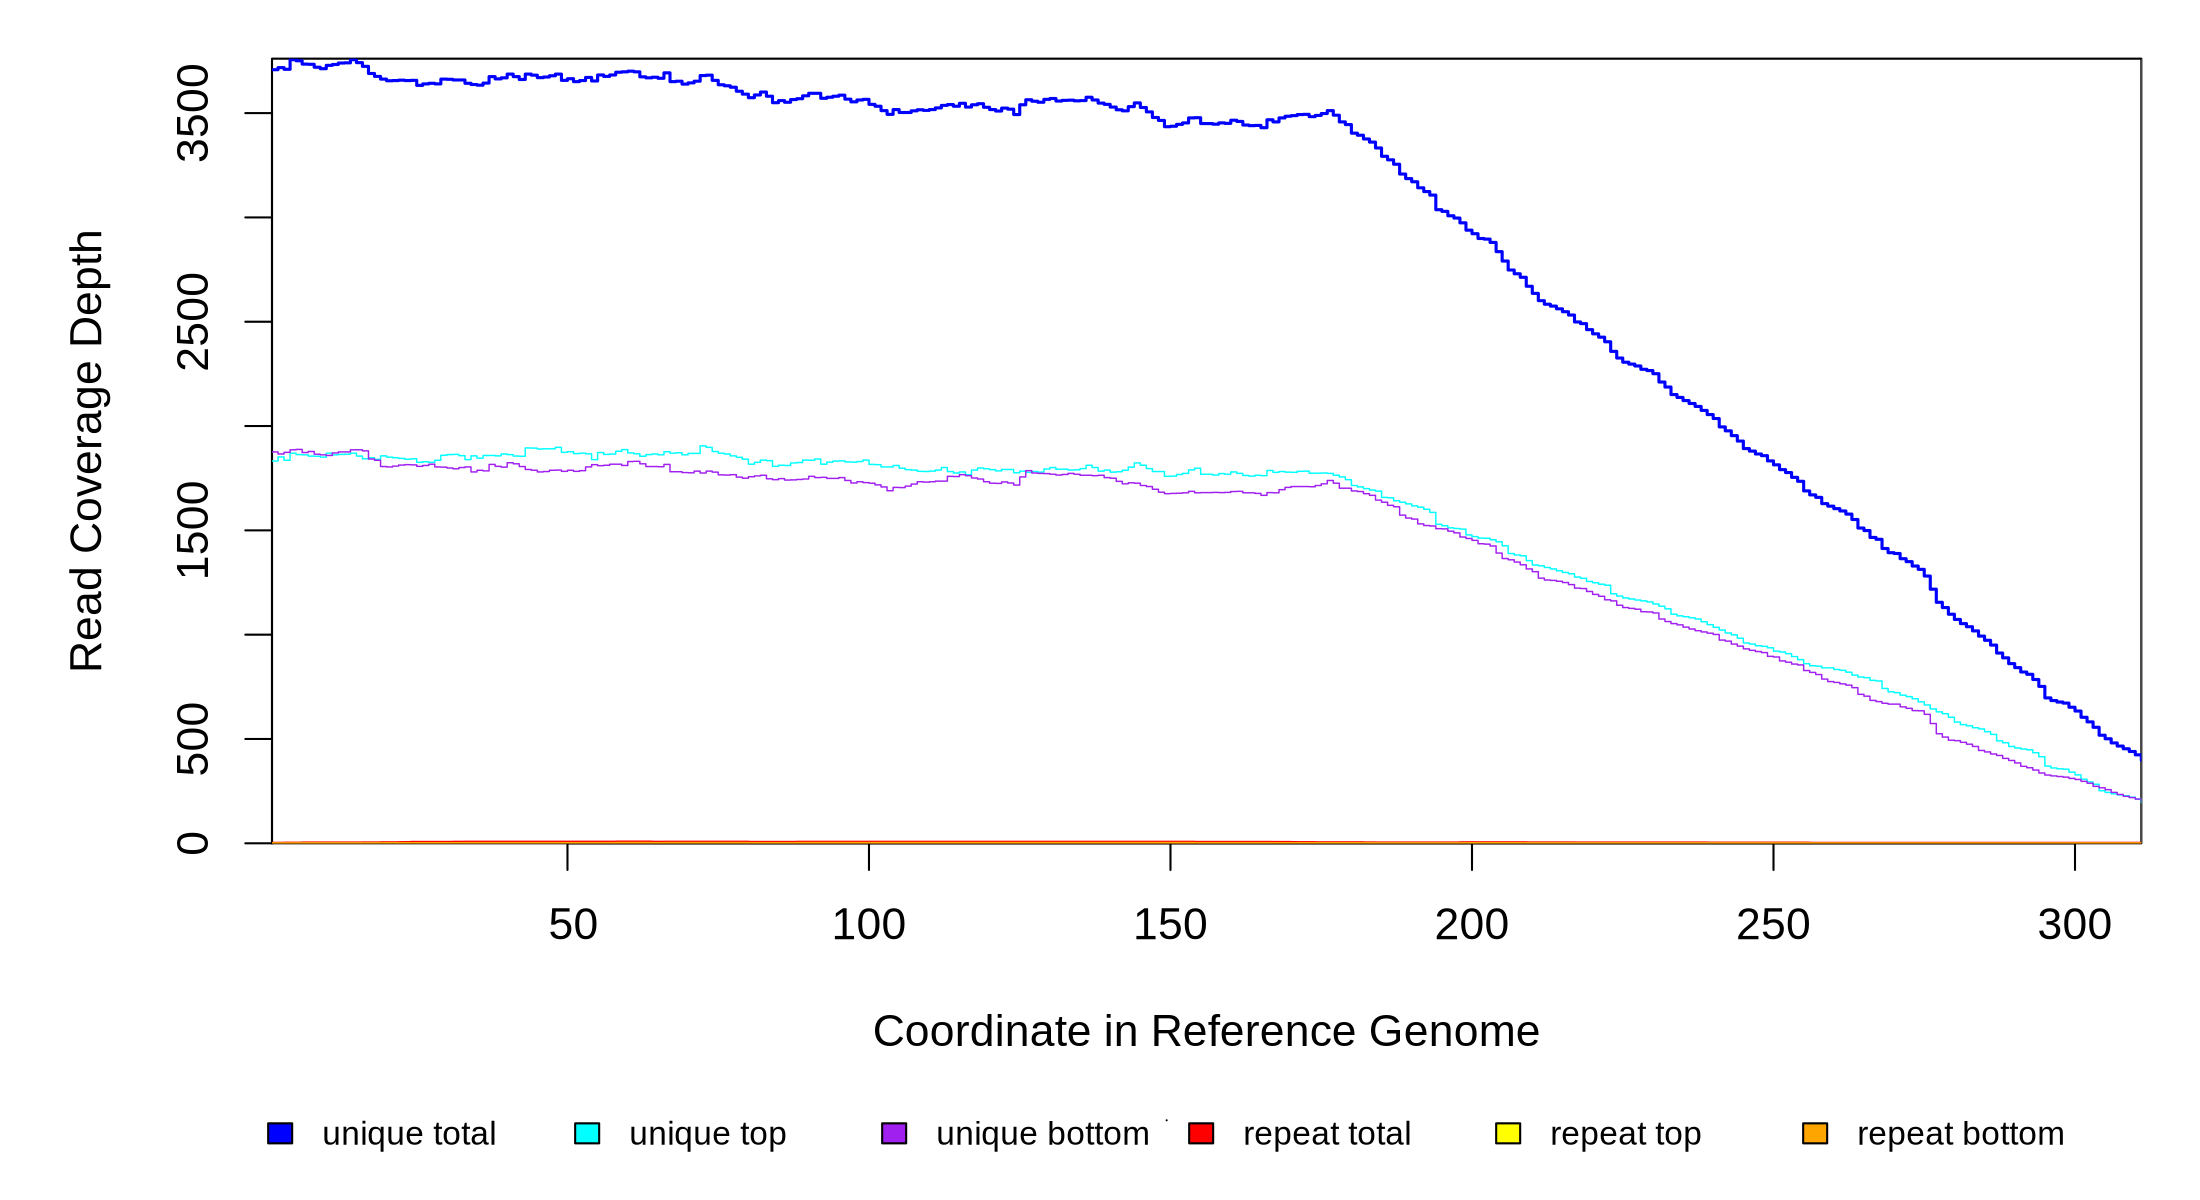 Read Coverage Depth
3500
2500
1500
500
0
50 100 150 200 250 300
Coordinate in Reference Genome
unique total unique top unique bottom repeat total repeat top repeat bottom